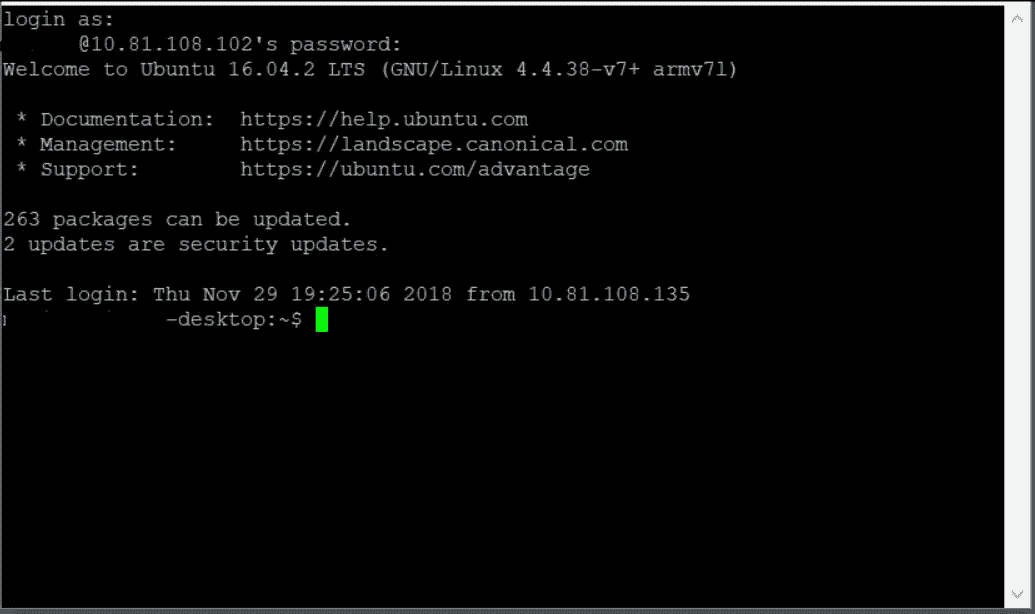 login as:
@10.81.108.102's password:
Welcome to Ubuntu 16.04.2 LTS (GNU/Linux 4.4.38-v7+ armv7l)
* Documentation: https://help.ubuntu.com
* Management: https://landscape.canonical.com
* Support: https://ubuntu.com/advantage
263 packages can be updated.
2 updates are security updates.
Last login: Thu Nov 29 19:25:06 2018 from 10.81.108.135
-desktop:~$